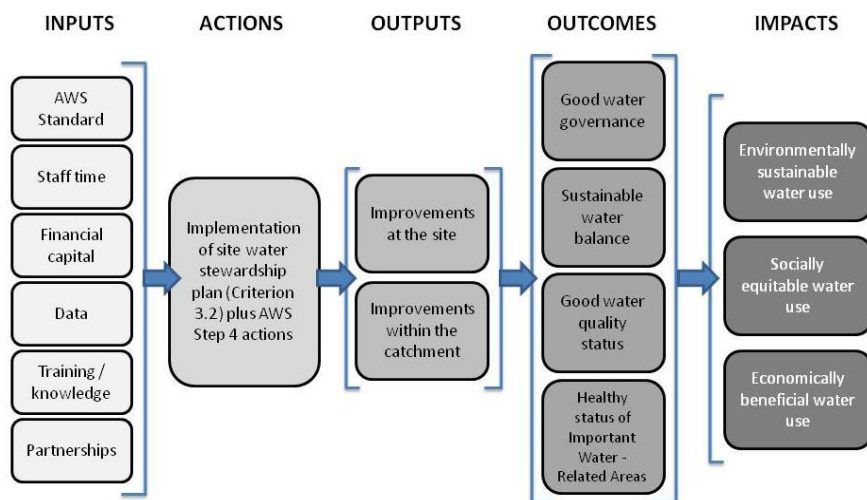 INPUTS
ACTIONS
OUTPUTS
OUTCOMES
IMPACTS
AWS
Standard
Staff time
Financial
capital
Data
Training /
knowledge
Partnerships
Implementation
of site water
stewardship
plan (Criterion
3.2) plus AWS
Step 4 actions
Improvements
at the site
Improvements
within the
catchment
Good water
governance
Sustainable
water
balance
Good water
quality
status
Healthy
status of
Important
Water -
Related Areas
Environmentally
sustainable
water use
Socially
equitable water
use
Economically
beneficial water
use